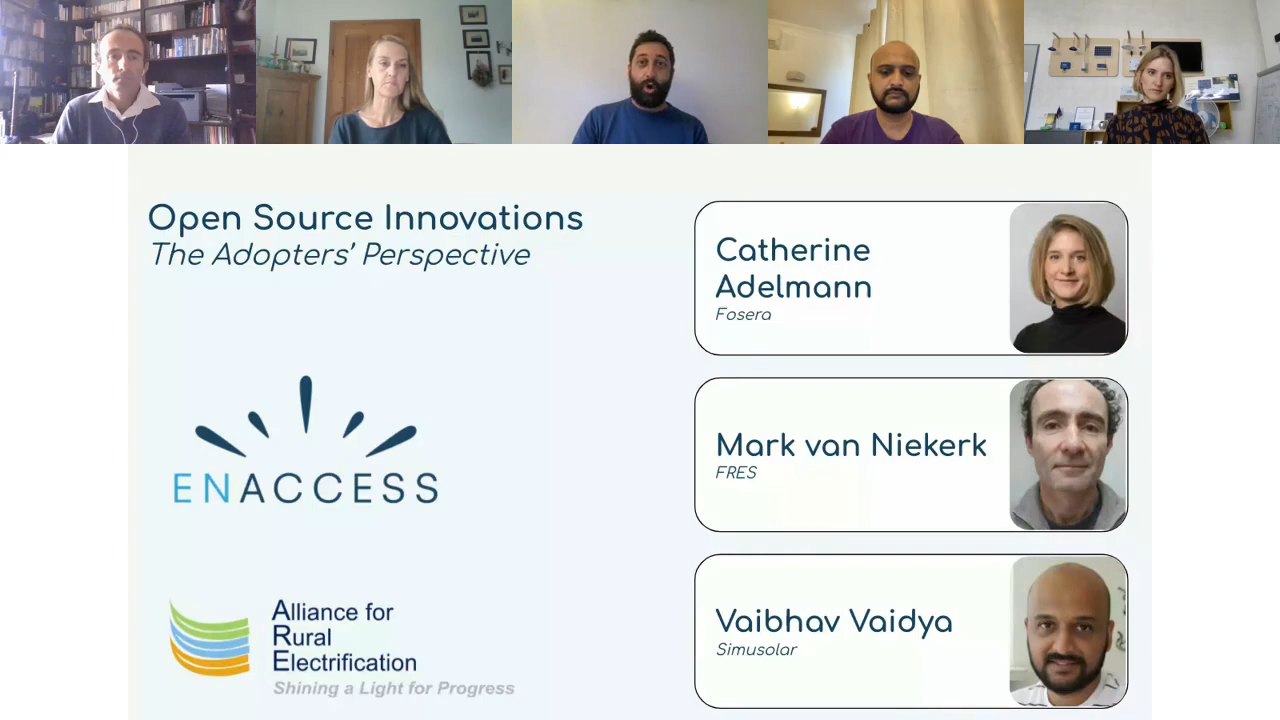 Open Source Innovations
The Adopters’ Perspective
ENACCESS
Alliance for
Rural
Electrification
Shining a Light for Progress
Catherine
Adelmann
Fosera
Mark van Niekerk
FRES
Vaibhav Vaidya
Simusolar